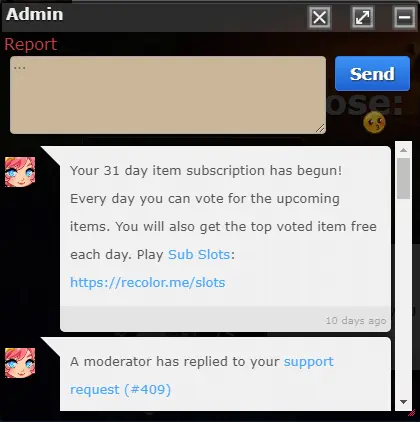 Admin
Report
...
Send
ose:
Your 31 day item subscription has begun!
Every day you can vote for the upcoming
items. You will also get the top voted item free
each day. Play Sub Slots:
https://recolor.me/slots
10 days ago
A moderator has replied to your support
request (#409)